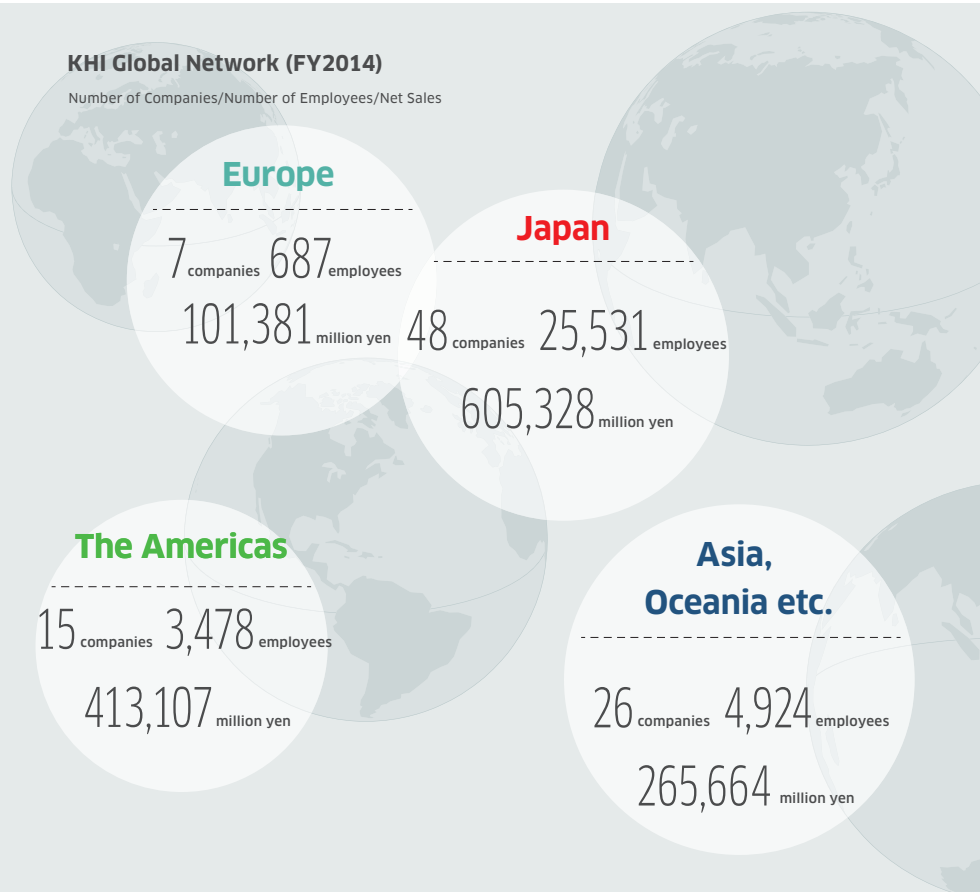 KHI Global Network (FY2014)
Number of Companies/Number of Employees/Net Sales
Europe
7 companies 687 employees
101,381 million yen
Japan
48 companies 25,531 employees
605,328 million yen
The Americas
15 companies 3,478 employees
413,107 million yen
Asia,
Oceania etc.
26 companies 4,924 employees
265,664 million yen